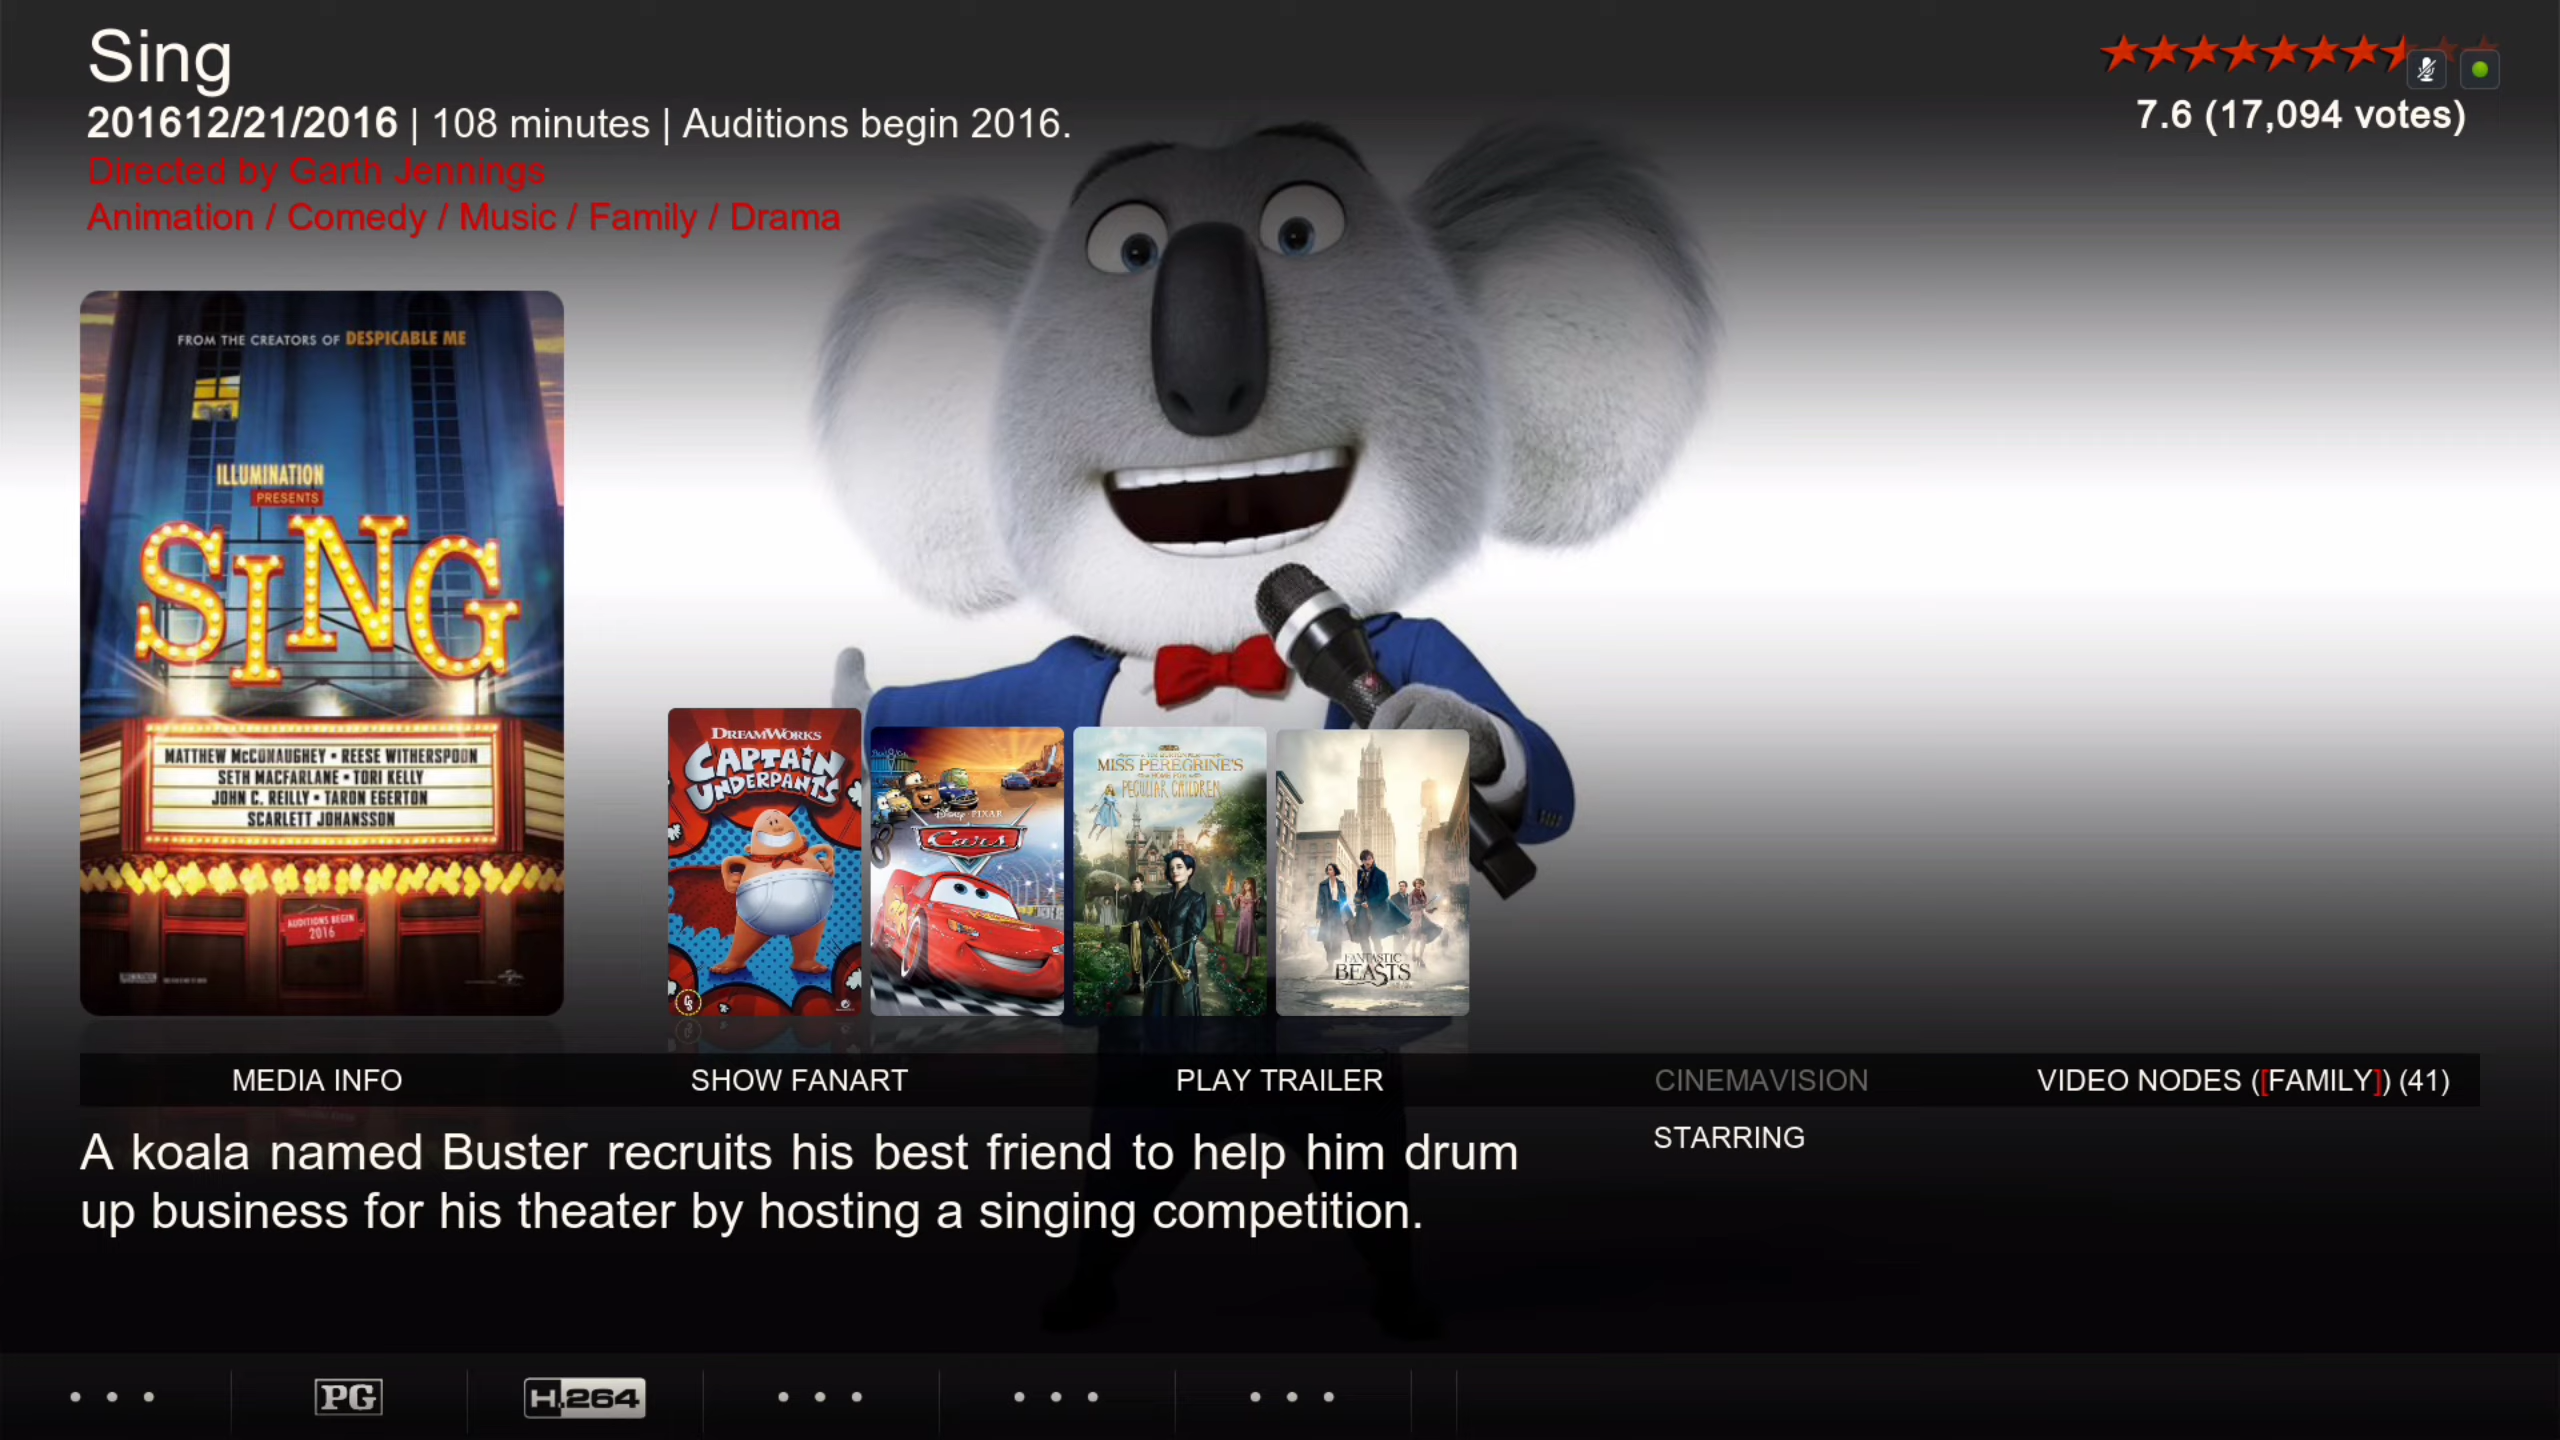 Sing
201612/21/2016 | 108 minutes | Auditions begin 2016.
Directed by Garth Jennings
Animation / Comedy / Music / Family / Drama
7.6 (17,094 votes)
FROM THE CREATORS OF DESPICABLE ME
ILLUMINATION
PRESENTS
SING
MATTHEW McCONAUGHEY • REESE WITHERSPOON
SETH MACFARLANE • TORI KELLY
JOHN C. REILLY • TARON EGERTON
SCARLETT JOHANSSON
AUDITIONS BEGIN
2016
DREAMWORKS
CAPTAIN
UNDERPANTS
Disney • PIXAR
Cars
MISS PEREGRINE'S
HOME FOR
PECULIAR CHILDREN
FANTASTIC
BEASTS
MEDIA INFO
SHOW FANART
PLAY TRAILER
CINEMAVISION
VIDEO NODES ([FAMILY]) (41)
A koala named Buster recruits his best friend to help him drum
up business for his theater by hosting a singing competition.
STARRING
PG
H.264